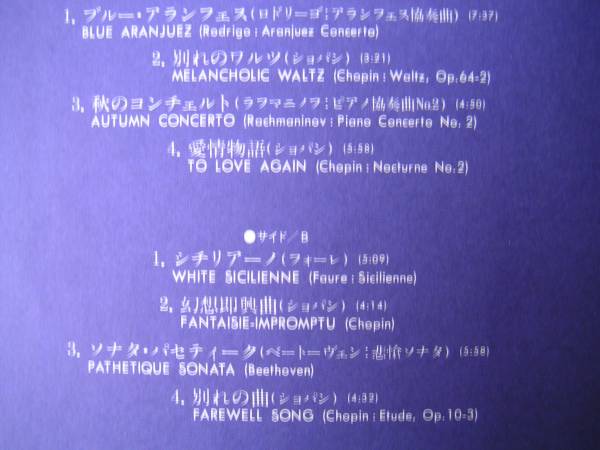 1, ブルー・アランフェス(ロドリーゴ:アランフェス協奏曲) (7:37)
BLUE ARANJUEZ (Rodrigo : Aranjuez Concerto)
2, 別れのワルツ(ショパン) (3:21)
MELANCHOLIC WALTZ (Chopin : Waltz, Op.64=2)
3, 秋のコンチェルト(ラフマニノフ:ピアノ協奏曲No.2) (4:50)
AUTUMN CONCERTO (Rachmaninov : Piano Concerto No. 2)
4, 愛情物語(ショパン) (5:58)
TO LOVE AGAIN (Chopin : Nocturne No.2)
●サイド/B
1, シチリアーノ(フォーレ) (5:09)
WHITE SICILIENNE (Faure : Sicilienne)
2, 幻想即興曲(ショパン) (4:14)
FANTAISIE=IMPROMPTU (Chopin)
3, ソナタ・パセティーク(ベートーヴェン:悲愴ソナタ) (5:58)
PATHETIQUE SONATA (Beethoven)
4, 別れの曲(ショパン) (4:32)
FAREWELL SONG (Chopin : Etude, Op.10=3)